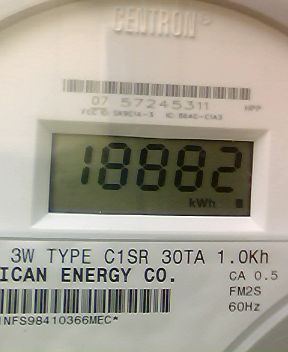 CENTRON®
07 57245311
HPP
18882
kWh
3W TYPE C1SR 30TA 1.0Kh
ICAN ENERGY CO.
CA 0.5
FM2S
60Hz
INFS98410366MEC*